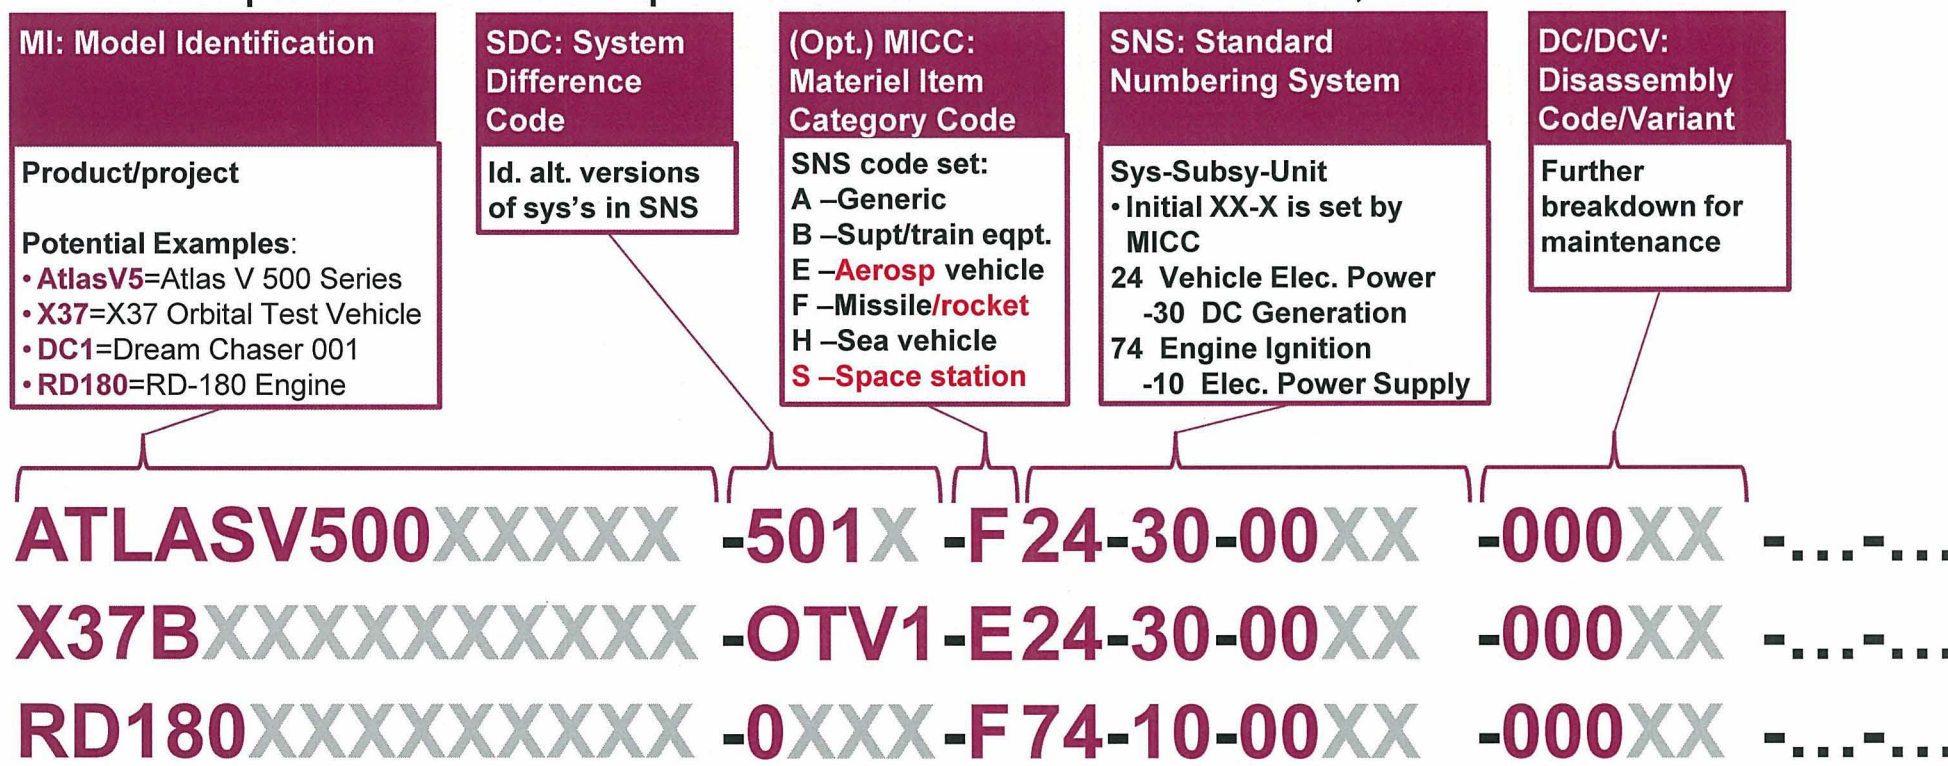 MI: Model Identification
Product/project
Potential Examples:
• AtlasV5=Atlas V 500 Series
• X37=X37 Orbital Test Vehicle
• DC1=Dream Chaser 001
• RD180=RD-180 Engine
SDC: System
Difference
Code
Id. alt. versions
of sys's in SNS
(Opt.) MICC:
Materiel Item
Category Code
SNS code set:
A –Generic
B –Supt/train eqpt.
E –Aerosp vehicle
F –Missile/rocket
H –Sea vehicle
S –Space station
SNS: Standard
Numbering System
Sys-Subsy-Unit
• Initial XX-X is set by
MICC
24 Vehicle Elec. Power
-30 DC Generation
74 Engine Ignition
-10 Elec. Power Supply
DC/DCV:
Disassembly
Code/Variant
Further
breakdown for
maintenance
ATLASV500XXXXX -501X -F24-30-00XX -000XX -...-...
X37BXXXXXXXXXX -OTV1-E24-30-00XX -000XX -...-...
RD180XXXXXXXXX -0XXX-F74-10-00XX -000XX -...-...